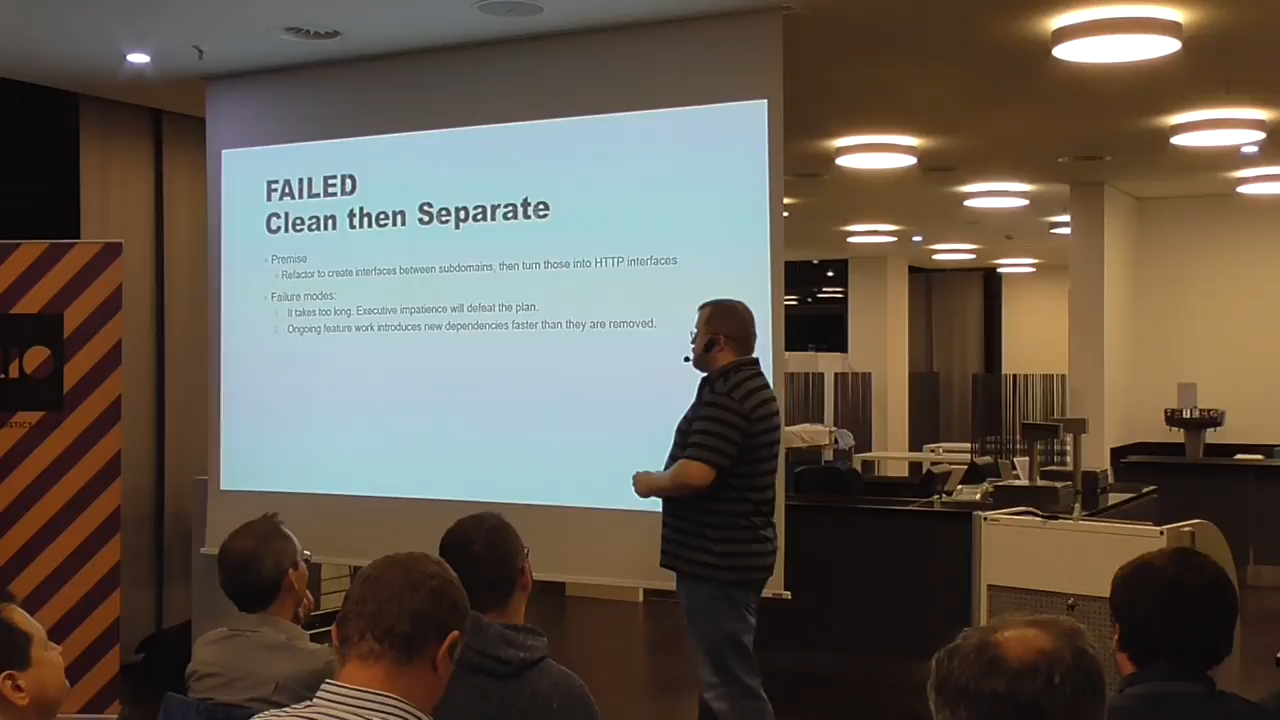 FAILED
Clean then Separate
Premise
Refactor to create interfaces between subdomains, then turn those into HTTP interfaces
Failure modes:
1. It takes too long. Executive impatience will defeat the plan.
2. Ongoing feature work introduces new dependencies faster than they are removed.